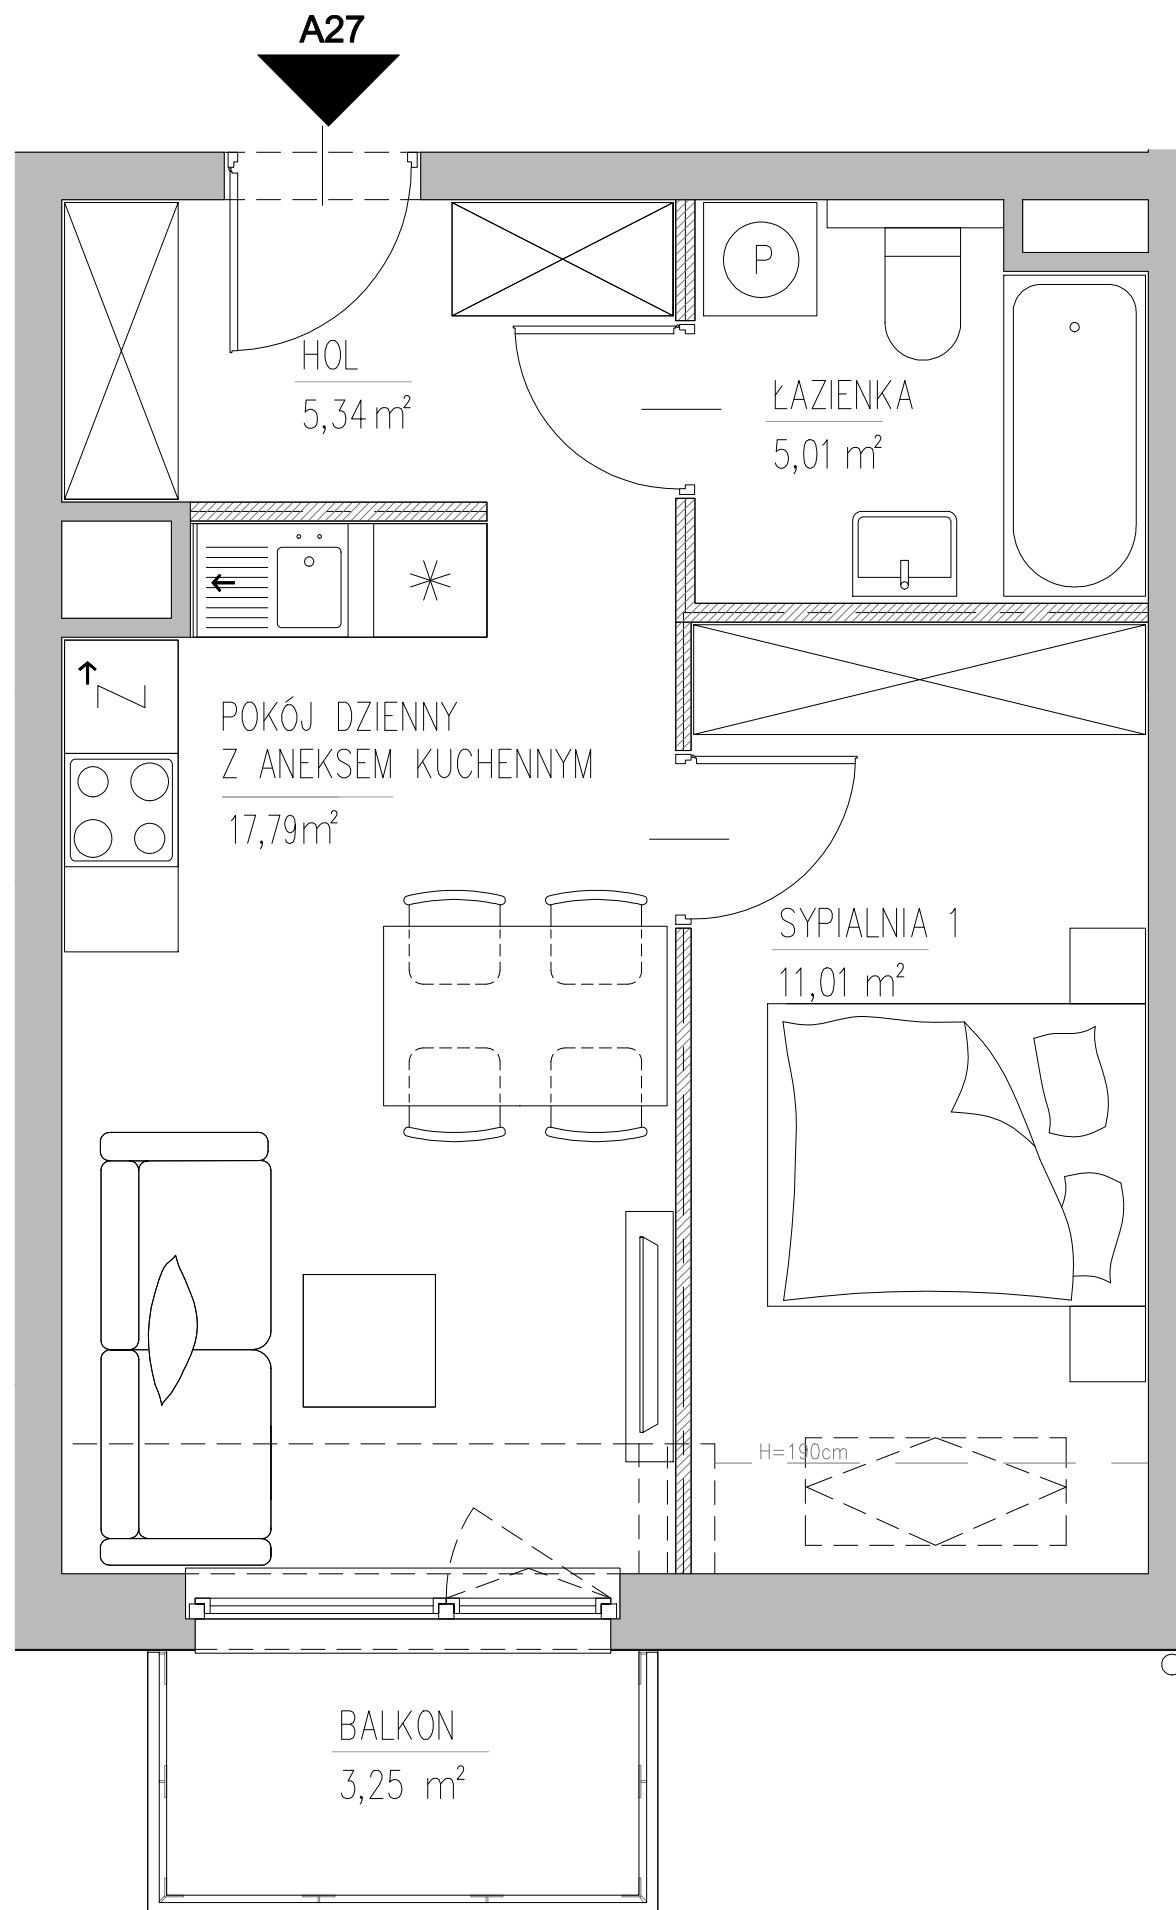 A27
HOL
5,34 m²
P
ŁAZIENKA
5,01 m²
Z
POKÓJ DZIENNY
Z ANEKSEM KUCHENNYM
17,79m²
SYPIALNIA 1
11,01 m²
H=190cm
BALKON
3,25 m²